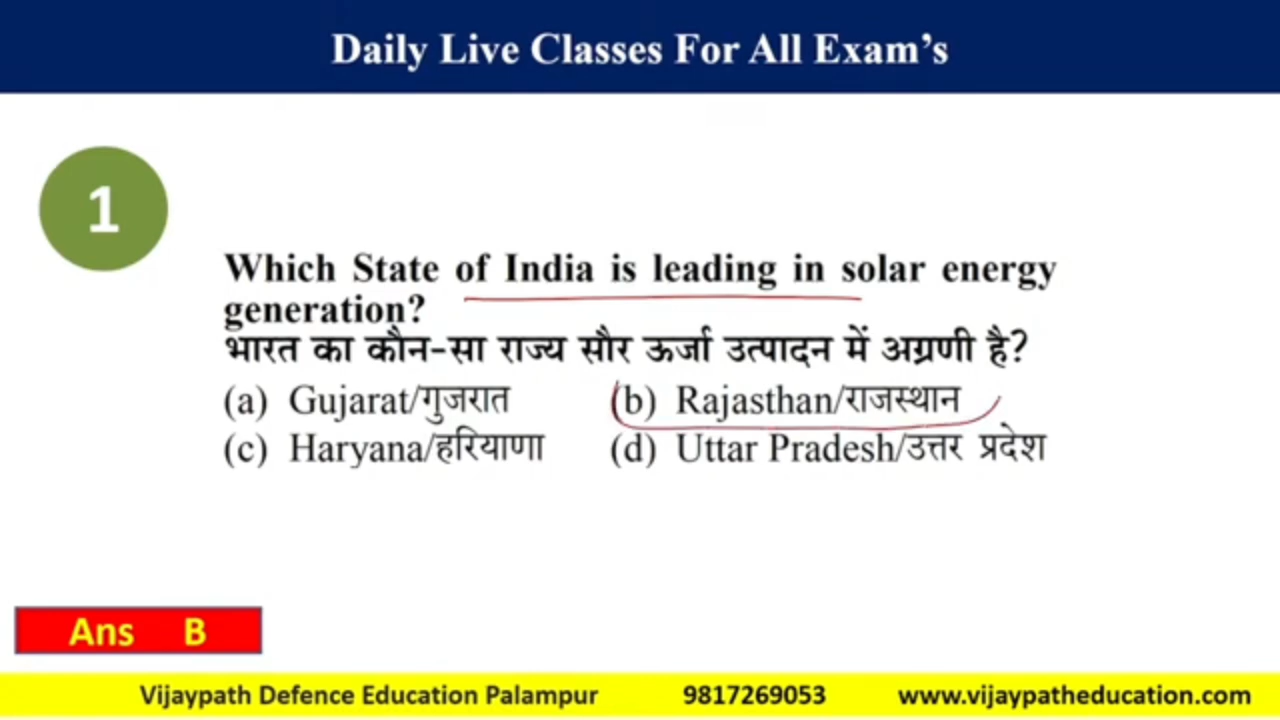 Daily Live Classes For All Exam’s
1
Which State of India is leading in solar energy
generation?
भारत का कौन-सा राज्य सौर ऊर्जा उत्पादन में अग्रणी है?
(a) Gujarat/गुजरात (b) Rajasthan/राजस्थान
(c) Haryana/हरियाणा (d) Uttar Pradesh/उत्तर प्रदेश
Ans B
Vijaypath Defence Education Palampur 9817269053 www.vijaypatheducation.com